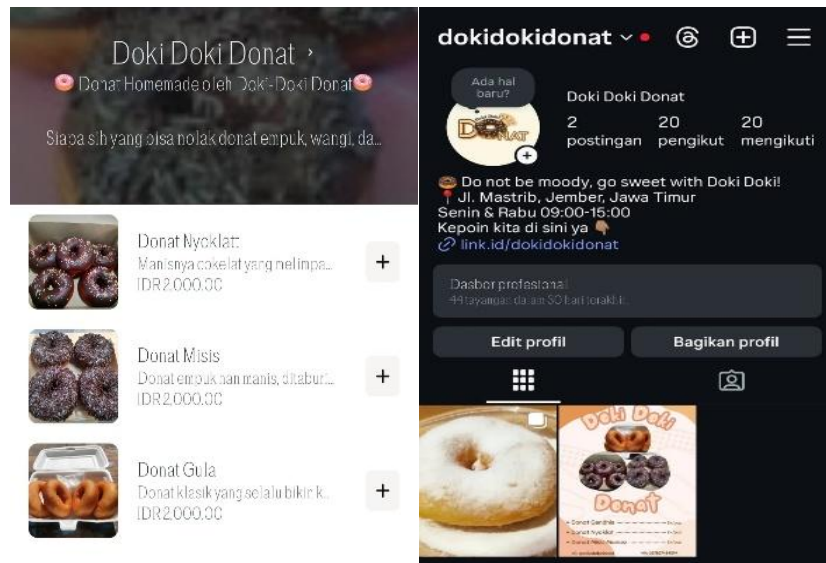 Doki Doki Donat
Donat Homemade oleh Doki-Doki Donat
Siapa sih yang bisa nolak donat empuk, wangi, da...
Donat Nyoklatt
Manisnya cokelat yang melimpa...
IDR2,000.00
Donat Misis
Donat empuk nan manis, ditaburi...
IDR2,000.00
Donat Gula
Donat klasik yang selalu bikin k...
IDR2,000.00
dokidokidonat
Ada hal
baru?
Doki Doki Donat
2 20 20
postingan pengikut mengikuti
DONAT
Do not be moody, go sweet with Doki Doki!
Jl. Mastrib, Jember, Jawa Timur
Senin & Rabu 09:00-15:00
Kepoin kita di sini ya
link.id/dokidokidonat
Dasbor profesional
44 tayangan dalam 30 hari terakhir.
Edit profil Bagikan profil
Doki Doki
Donat